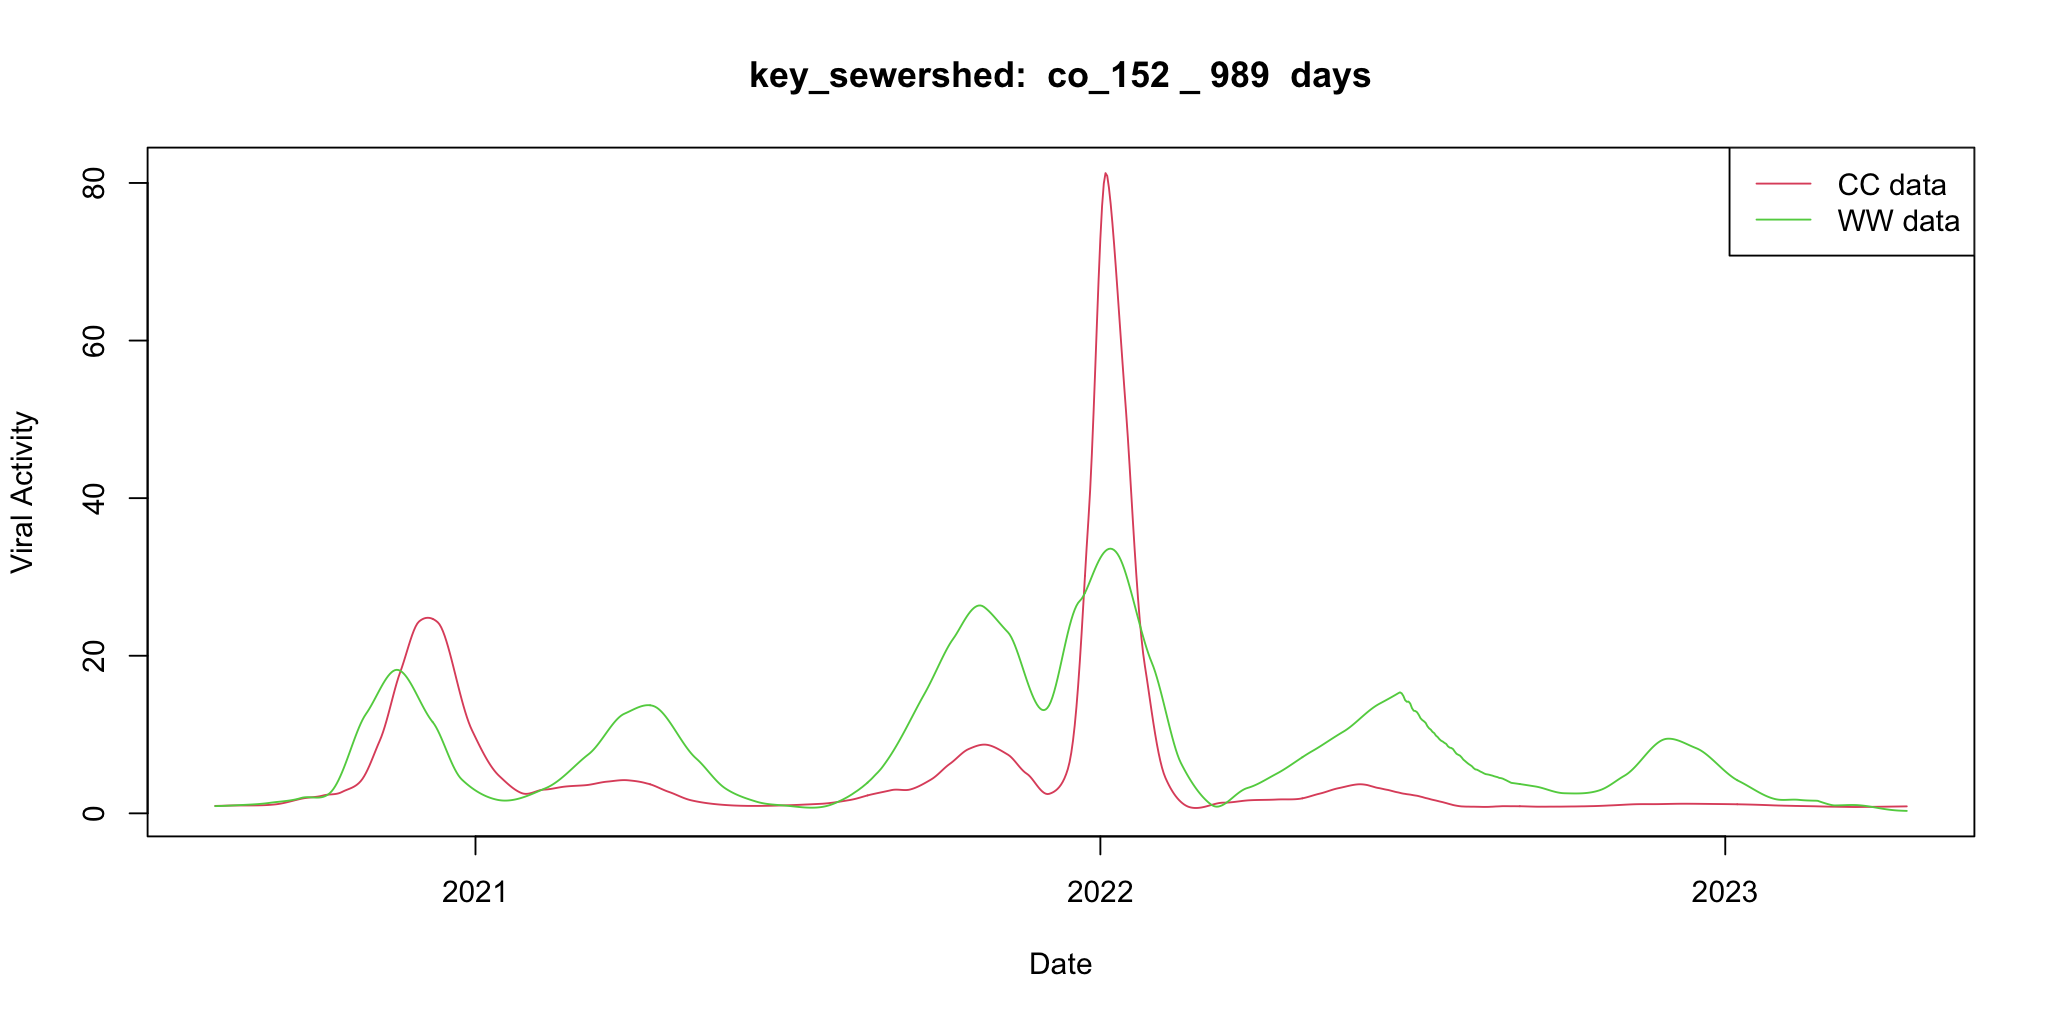 key_sewershed: co_152 _ 989 days
CC data
WW data
80
60
40
20
0
Viral Activity
2021
2022
2023
Date